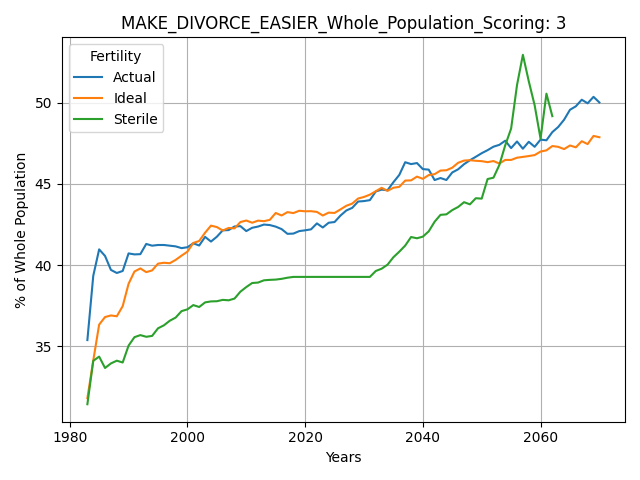 MAKE_DIVORCE_EASIER_Whole_Population_Scoring: 3
Fertility
Actual
Ideal
Sterile
% of Whole Population
50
45
40
35
1980
2000
2020
2040
2060
Years